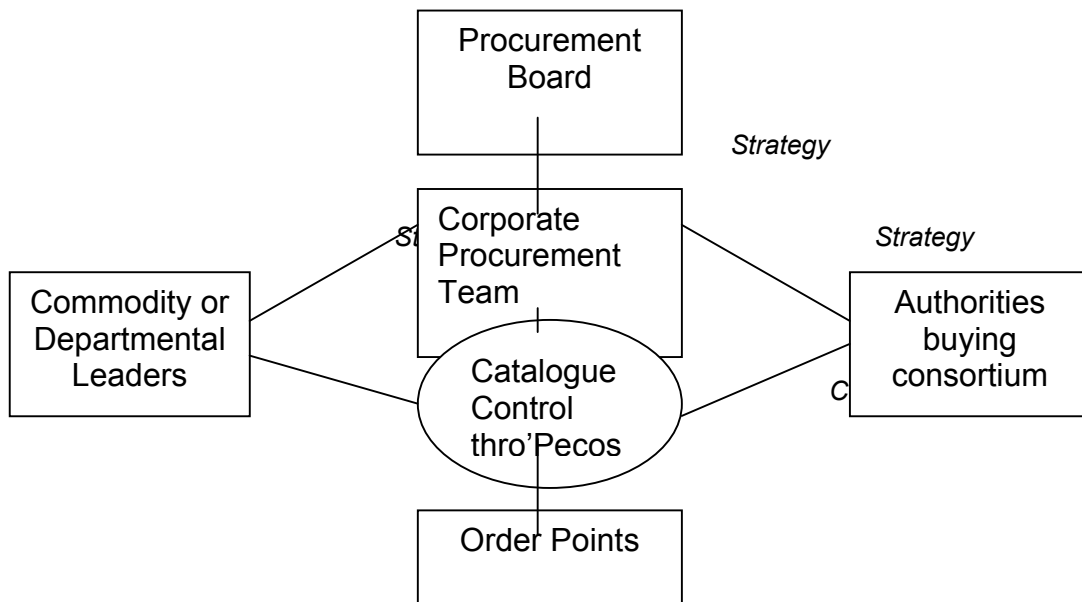 Procurement
Board
Strategy
Corporate
Procurement
Team
Strategy
Commodity or
Departmental
Leaders
Authorities
buying
consortium
Catalogue
Control
thro'Pecos
Order Points